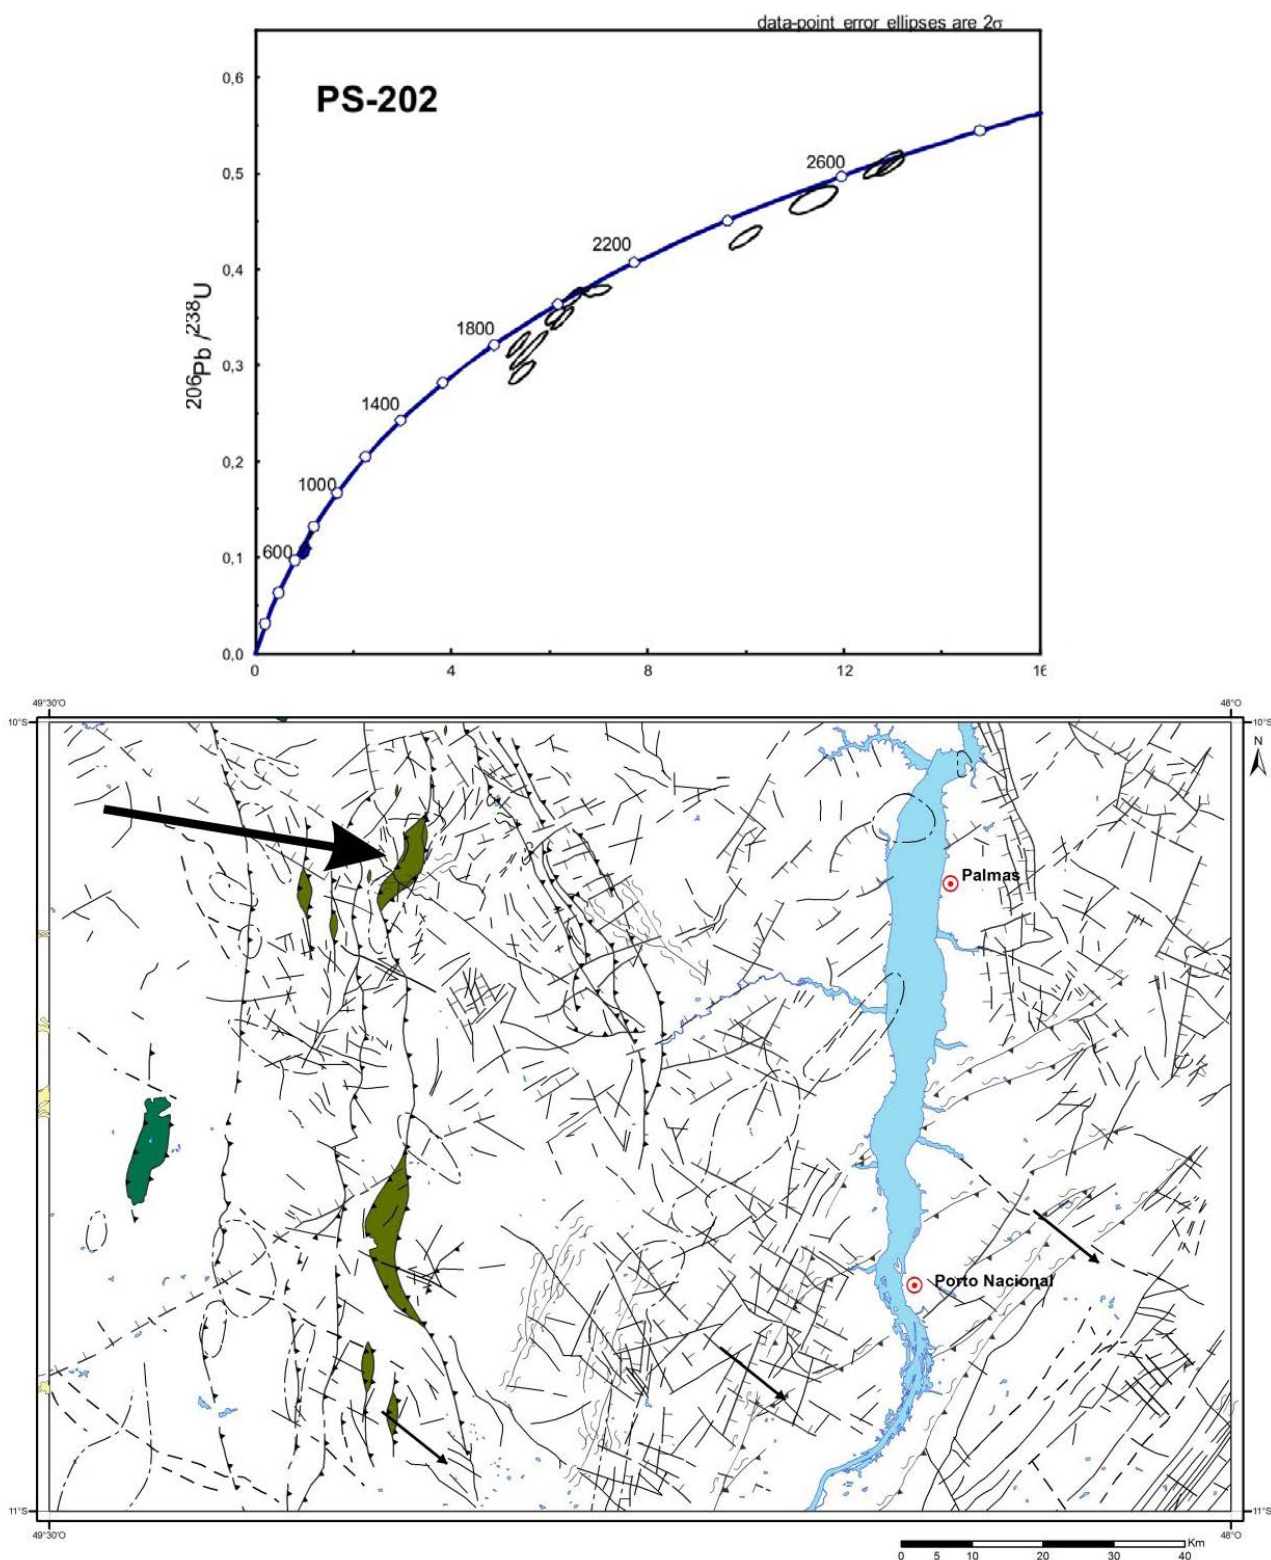 data-point error ellipses are 2σ
PS-202
206Pb /238U
0,6
0,5
0,4
0,3
0,2
0,1
0,0
2600
2200
1800
1400
1000
600
0 4 8 12 16
49°30'O 48°O
10°S 10°S
N
Palmas
Porto Nacional
11°S 11°S
49°30'O 48°O
Km
0 5 10 20 30 40